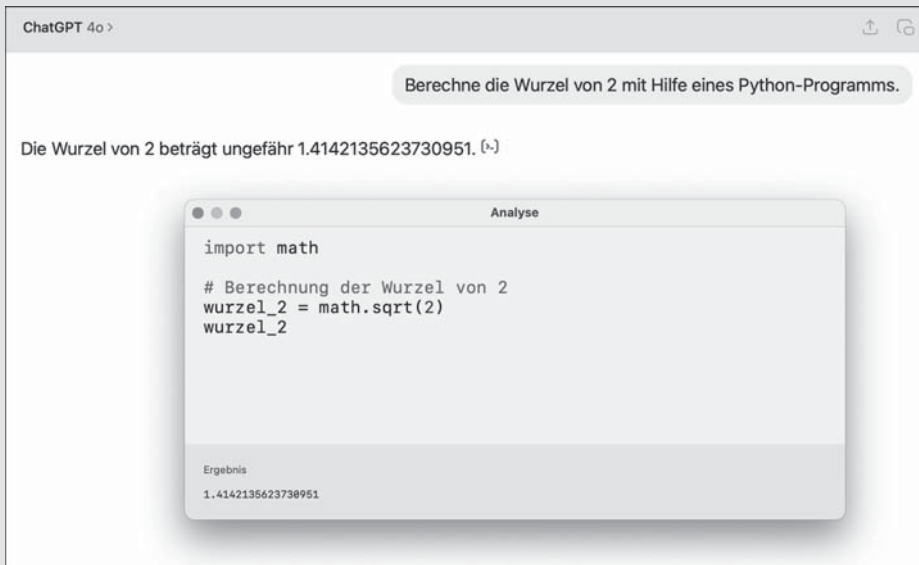 ChatGPT 4o >
Berechne die Wurzel von 2 mit Hilfe eines Python-Programms.
Die Wurzel von 2 beträgt ungefähr 1.4142135623730951. [>-]
Analyse
import math
# Berechnung der Wurzel von 2
wurzel_2 = math.sqrt(2)
wurzel_2
Ergebnis
1.4142135623730951